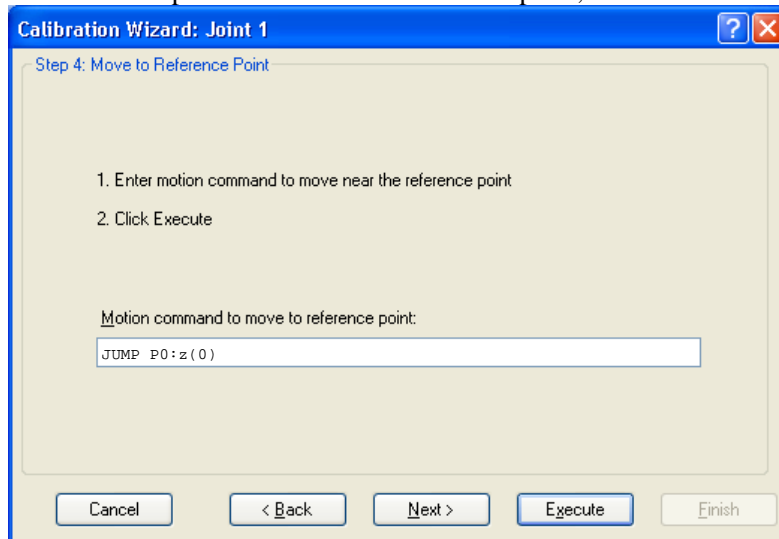 Calibration Wizard: Joint 1
Step 4: Move to Reference Point
1. Enter motion command to move near the reference point
2. Click Execute
Motion command to move to reference point:
JUMP P0:z(0)
Cancel < Back Next > Execute Finish